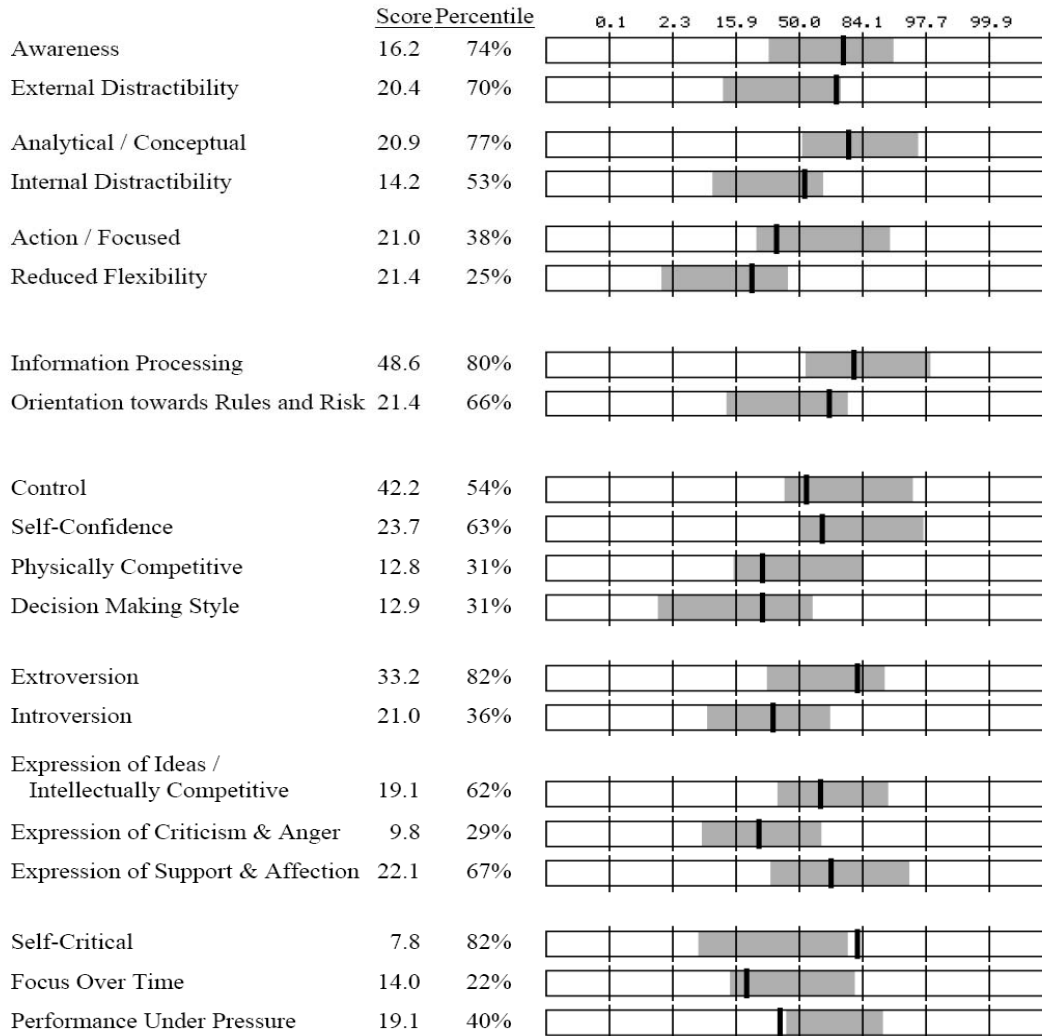 Score Percentile 0.1 2.3 15.9 50.0 84.1 97.7 99.9
Awareness 16.2 74%
External Distractibility 20.4 70%
Analytical / Conceptual 20.9 77%
Internal Distractibility 14.2 53%
Action / Focused 21.0 38%
Reduced Flexibility 21.4 25%
Information Processing 48.6 80%
Orientation towards Rules and Risk 21.4 66%
Control 42.2 54%
Self-Confidence 23.7 63%
Physically Competitive 12.8 31%
Decision Making Style 12.9 31%
Extroversion 33.2 82%
Introversion 21.0 36%
Expression of Ideas /
Intellectually Competitive 19.1 62%
Expression of Criticism & Anger 9.8 29%
Expression of Support & Affection 22.1 67%
Self-Critical 7.8 82%
Focus Over Time 14.0 22%
Performance Under Pressure 19.1 40%